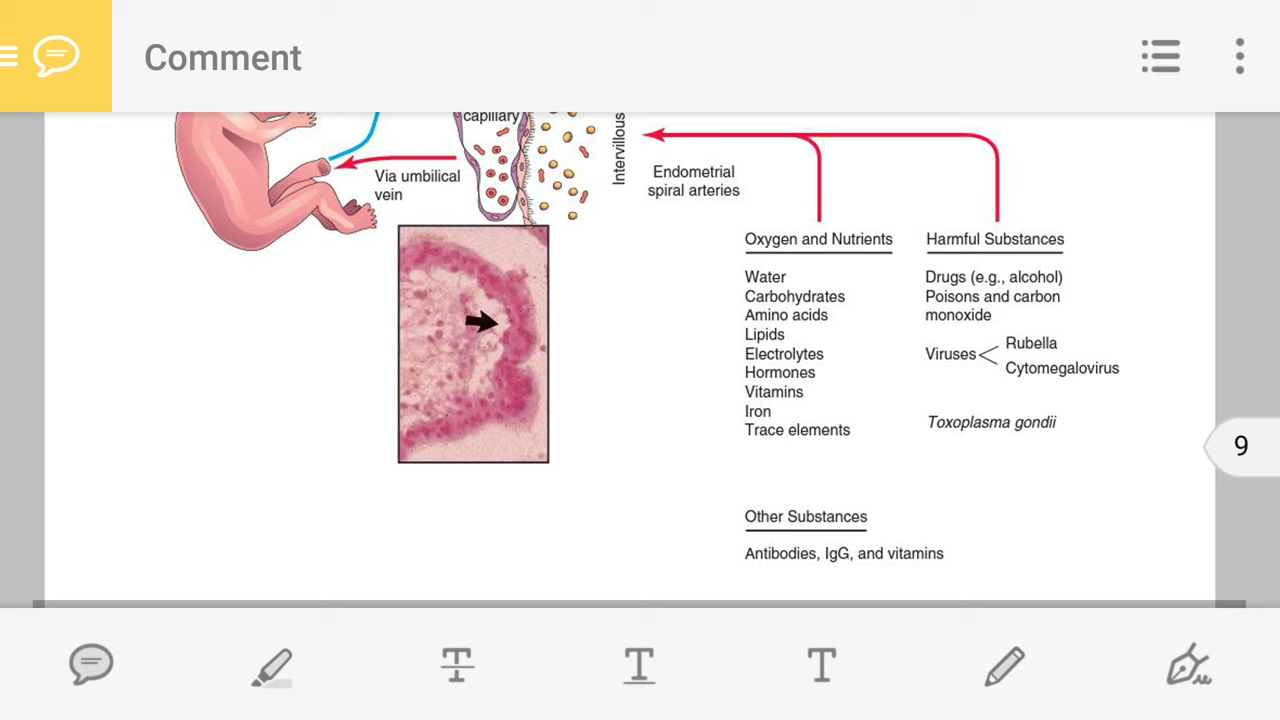 Comment
capillary
Intervillous
Via umbilical
vein
Endometrial
spiral arteries
Oxygen and Nutrients
Water
Carbohydrates
Amino acids
Lipids
Electrolytes
Hormones
Vitamins
Iron
Trace elements
Harmful Substances
Drugs (e.g., alcohol)
Poisons and carbon
monoxide
Viruses
Rubella
Cytomegalovirus
Toxoplasma gondii
9
Other Substances
Antibodies, IgG, and vitamins
T
T
T